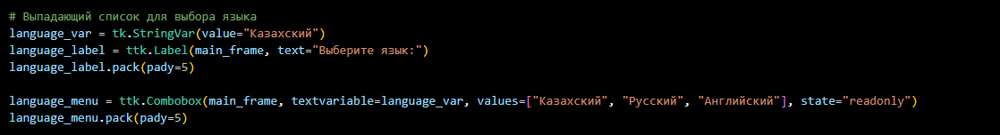 # Выпадающий список для выбора языка
language_var = tk.StringVar(value="Казахский")
language_label = ttk.Label(main_frame, text="Выберите язык:")
language_label.pack(pady=5)
language_menu = ttk.Combobox(main_frame, textvariable=language_var, values=["Казахский", "Русский", "Английский"], state="readonly")
language_menu.pack(pady=5)